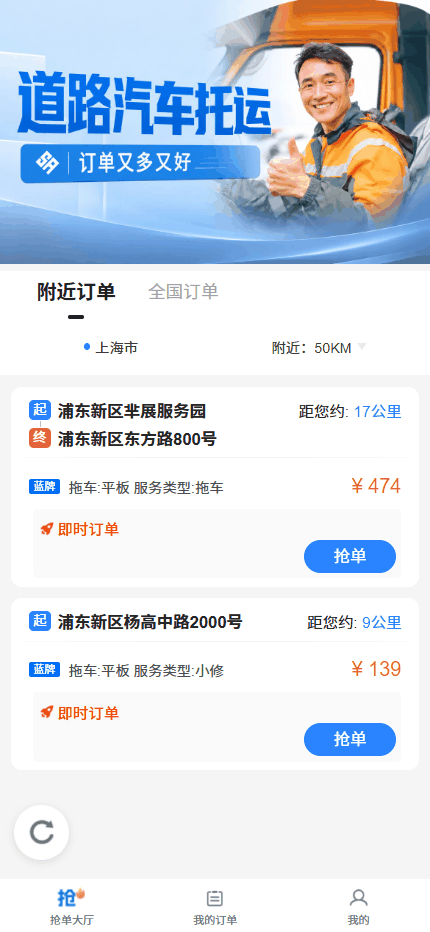 道路汽车托运
订单又多又好
附近订单 全国订单
上海市 附近：50KM
起 浦东新区芈展服务园 距您约: 17公里
终 浦东新区东方路800号
蓝牌 拖车:平板 服务类型:拖车 ¥ 474
即时订单
抢单
起 浦东新区杨高中路2000号 距您约: 9公里
蓝牌 拖车:平板 服务类型:小修 ¥ 139
即时订单
抢单
抢
抢单大厅 我的订单 我的